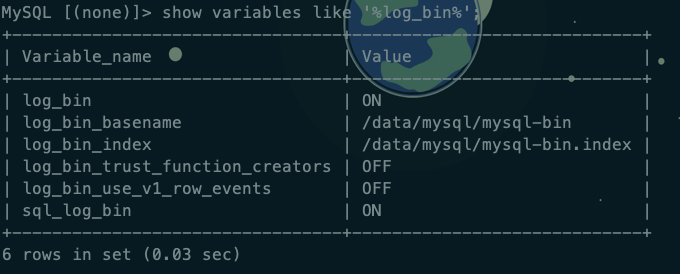 MySQL [(none)]> show variables like '%log_bin%';
+---------------------------------+-----------------------------+
| Variable_name                   | Value                       |
+---------------------------------+-----------------------------+
| log_bin                         | ON                          |
| log_bin_basename                | /data/mysql/mysql-bin       |
| log_bin_index                   | /data/mysql/mysql-bin.index |
| log_bin_trust_function_creators | OFF                         |
| log_bin_use_v1_row_events       | OFF                         |
| sql_log_bin                     | ON                          |
+---------------------------------+-----------------------------+
6 rows in set (0.03 sec)